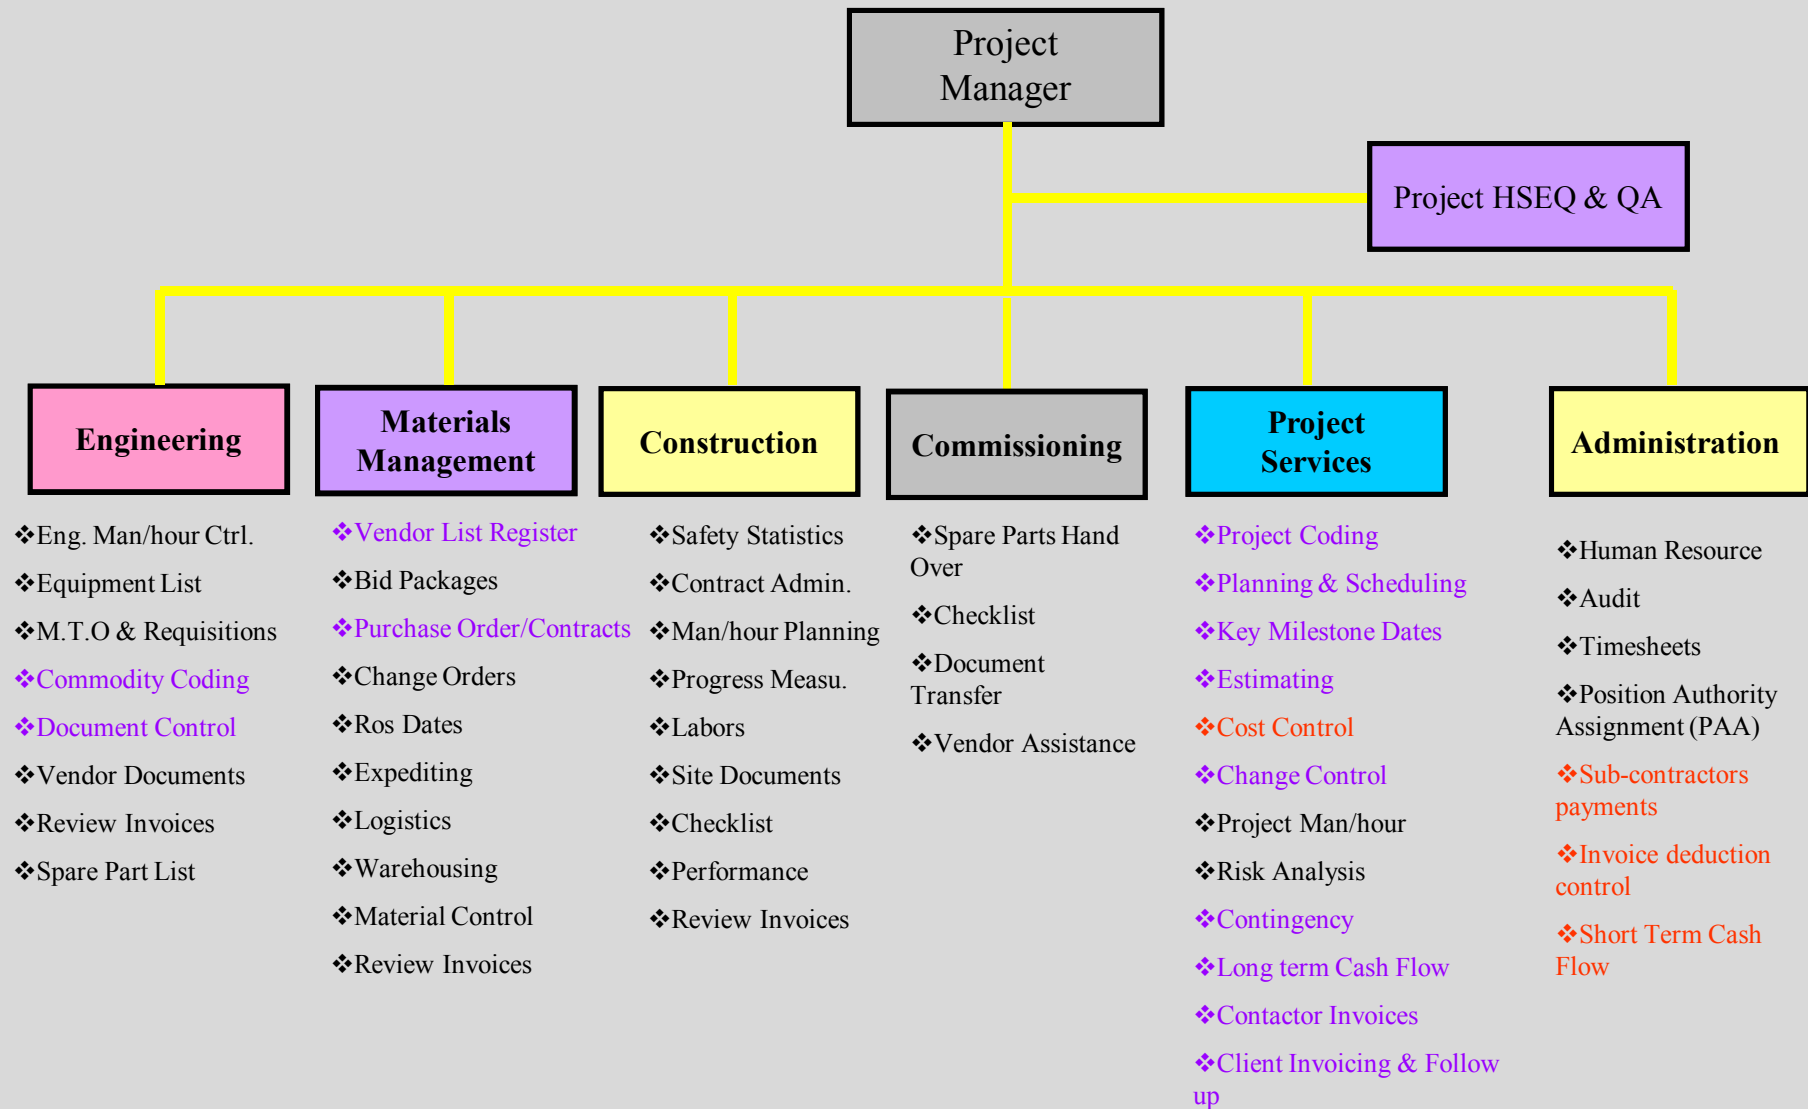 Project
Manager
Project HSEQ & QA
Engineering
❖Eng. Man/hour Ctrl.
❖Equipment List
❖M.T.O & Requisitions
❖Commodity Coding
❖Document Control
❖Vendor Documents
❖Review Invoices
❖Spare Part List
Materials
Management
❖Vendor List Register
❖Bid Packages
❖Purchase Order/Contracts
❖Change Orders
❖Ros Dates
❖Expediting
❖Logistics
❖Warehousing
❖Material Control
❖Review Invoices
Construction
❖Safety Statistics
❖Contract Admin.
❖Man/hour Planning
❖Progress Measu.
❖Labors
❖Site Documents
❖Checklist
❖Performance
❖Review Invoices
Commissioning
❖Spare Parts Hand
Over
❖Checklist
❖Document
Transfer
❖Vendor Assistance
Project
Services
❖Project Coding
❖Planning & Scheduling
❖Key Milestone Dates
❖Estimating
❖Cost Control
❖Change Control
❖Project Man/hour
❖Risk Analysis
❖Contingency
❖Long term Cash Flow
❖Contactor Invoices
❖Client Invoicing & Follow
up
Administration
❖Human Resource
❖Audit
❖Timesheets
❖Position Authority
Assignment (PAA)
❖Sub-contractors
payments
❖Invoice deduction
control
❖Short Term Cash
Flow